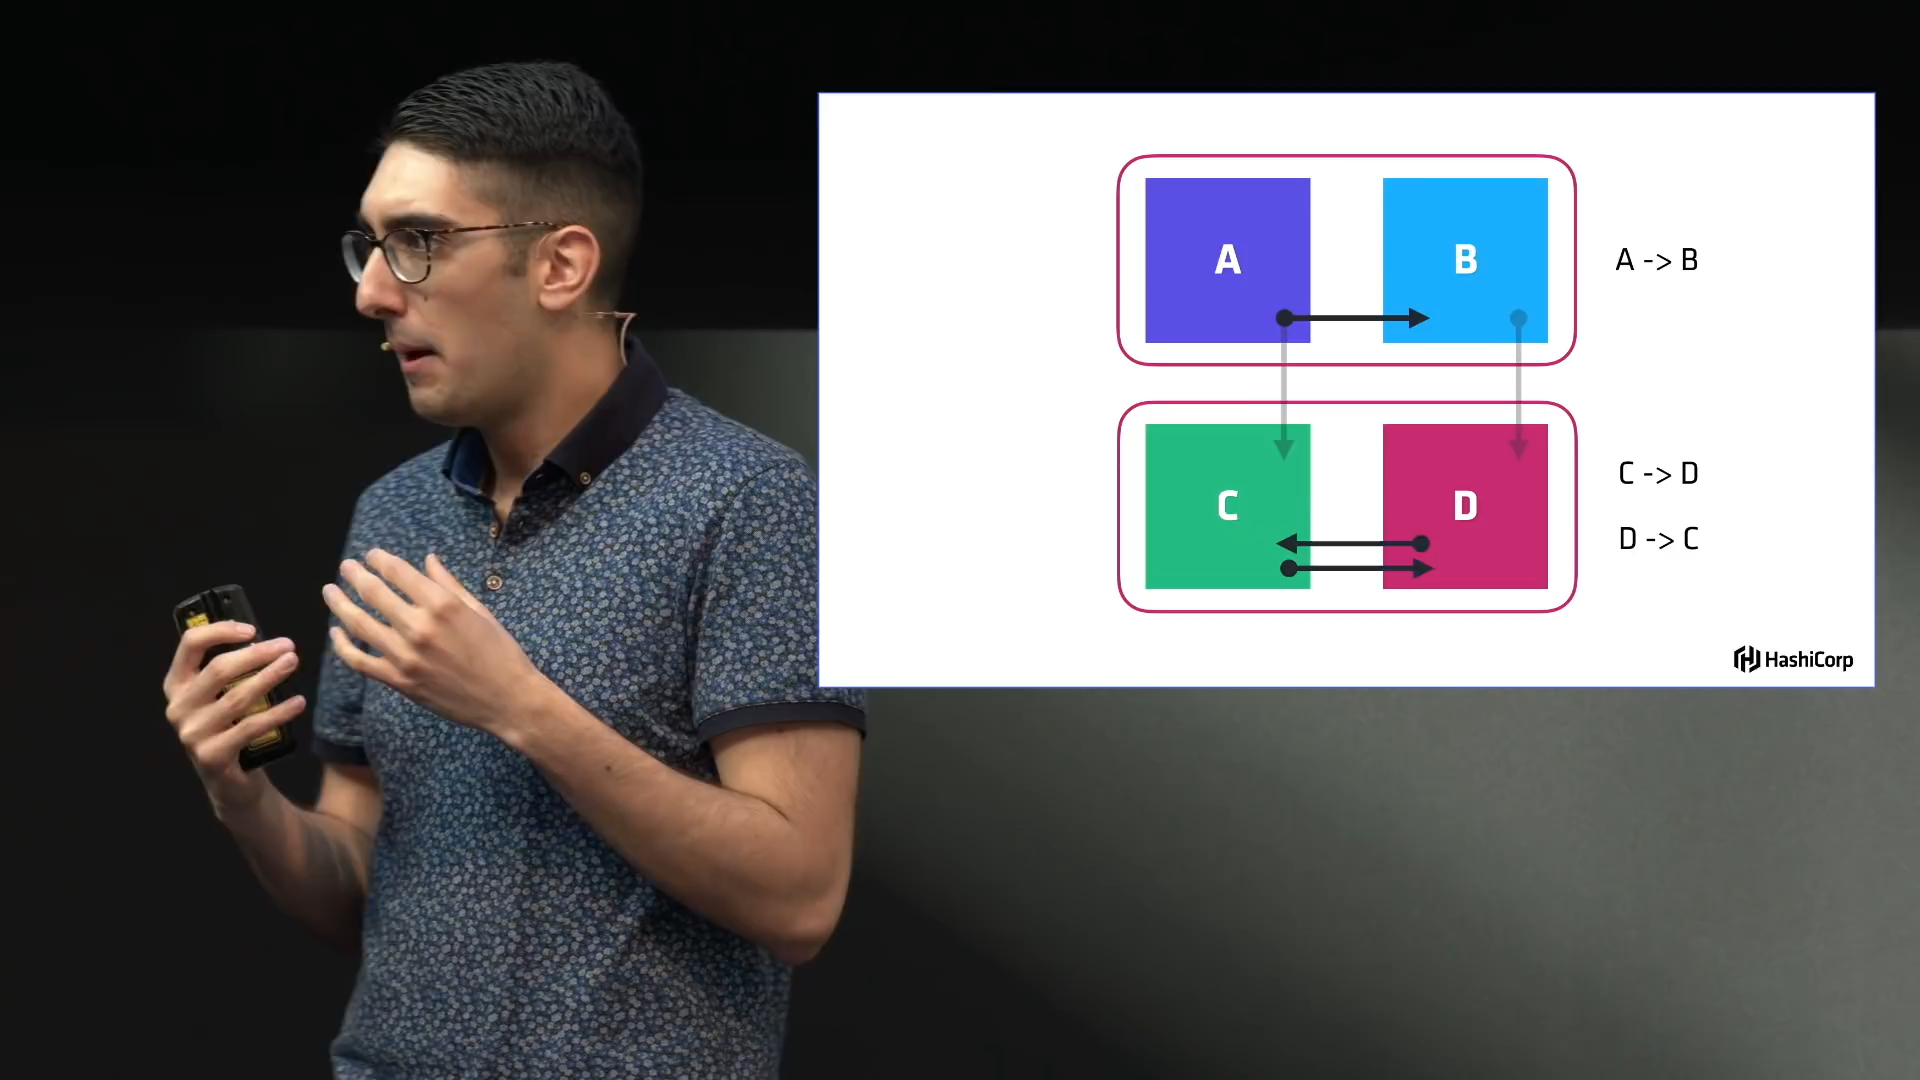 A
B
A -> B
C
D
C -> D
D -> C
HashiCorp